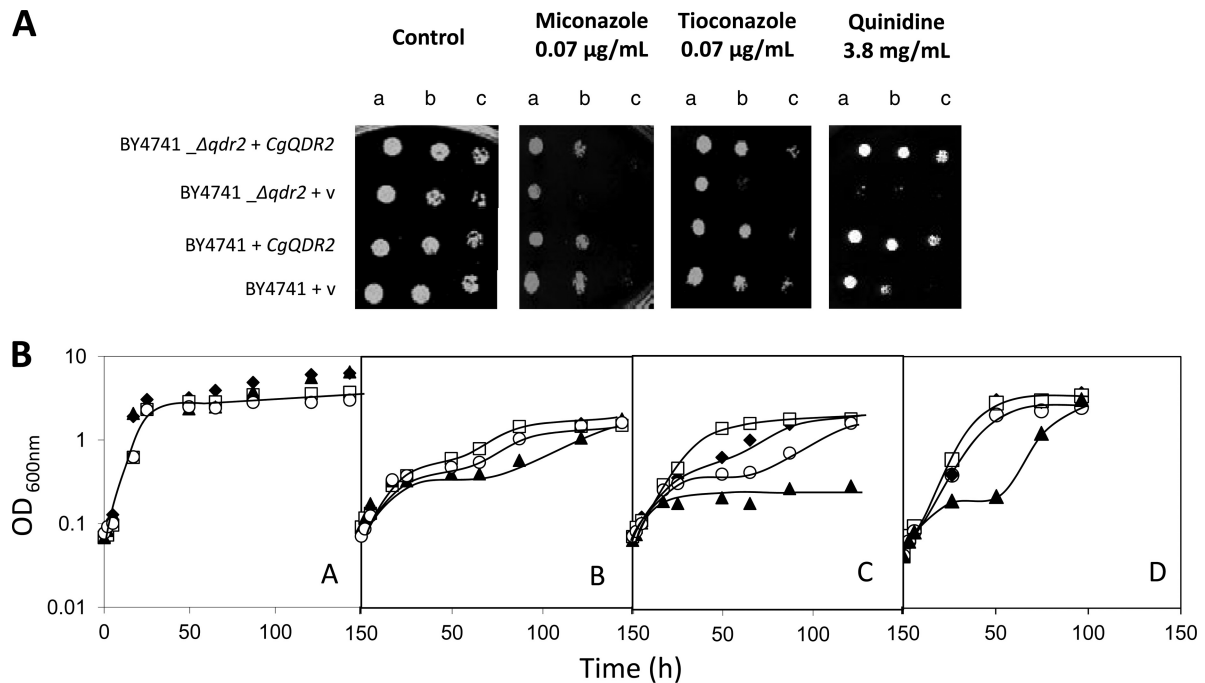 A
Control
Miconazole
0.07 µg/mL
Tioconazole
0.07 µg/mL
Quinidine
3.8 mg/mL
a b c a b c a b c a b c
BY4741 _Δqdr2 + CgQDR2
BY4741 _Δqdr2 + v
BY4741 + CgQDR2
BY4741 + v
B
10
1
0.1
0.01
OD600nm
A
B
C
D
0 50 100 150 50 100 150 50 100 150 50 100 150
Time (h)